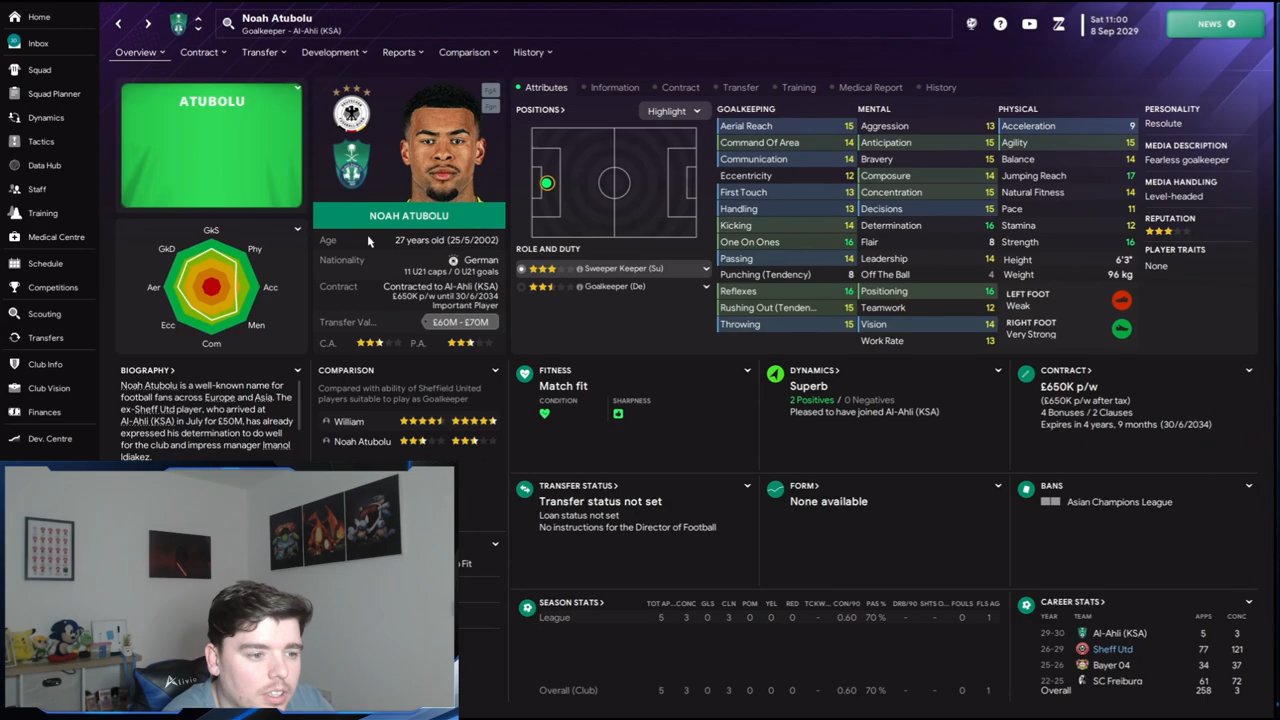 Home
Inbox
Squad
Squad Planner
Dynamics
Tactics
Data Hub
Staff
Training
Medical Centre
Schedule
Competitions
Scouting
Transfers
Club Info
Club Vision
Finances
Dev. Centre
Noah Atubolu
Goalkeeper - Al-Ahli (KSA)
Sat 11:00
8 Sep 2029
NEWS
Overview
Contract
Transfer
Development
Reports
Comparison
History
ATUBOLU
GkS
Phy
Acc
Men
Com
Ecc
Aer
GkD
NOAH ATUBOLU
Age 27 years old (25/5/2002)
Nationality German
11 U21 caps / 0 U21 goals
Contract Contracted to Al-Ahli (KSA)
£650K p/w until 30/6/2034
Important Player
Transfer Val... £60M - £70M
C.A. P.A.
Attributes Information Contract Transfer Training Medical Report History
POSITIONS>
Highlight
ROLE AND DUTY
Sweeper Keeper (Su)
Goalkeeper (De)
GOALKEEPING
Aerial Reach 15
Command Of Area 14
Communication 14
Eccentricity 12
First Touch 13
Handling 13
Kicking 14
One On Ones 16
Passing 14
Punching (Tendency) 8
Reflexes 16
Rushing Out (Tenden... 15
Throwing 15
MENTAL
Aggression 13
Anticipation 15
Bravery 15
Composure 14
Concentration 15
Decisions 15
Determination 16
Flair 8
Leadership 14
Off The Ball 4
Positioning 16
Teamwork 12
Vision 14
Work Rate 13
PHYSICAL
Acceleration 9
Agility 15
Balance 14
Jumping Reach 17
Natural Fitness 14
Pace 11
Stamina 12
Strength 16
Height 6'3"
Weight 96 kg
LEFT FOOT
Weak
RIGHT FOOT
Very Strong
PERSONALITY
Resolute
MEDIA DESCRIPTION
Fearless goalkeeper
MEDIA HANDLING
Level-headed
REPUTATION
PLAYER TRAITS
None
BIOGRAPHY>
Noah Atubolu is a well-known name for
football fans across Europe and Asia. The
ex-Sheff Utd player, who arrived at
Al-Ahli (KSA) in July for £50M, has already
expressed his determination to do well
for the club and impress manager Imanol
Idiakez.
COMPARISON
Compared with ability of Sheffield United
players suitable to play as Goalkeeper
William
Noah Atubolu
Fit
FITNESS
Match fit
CONDITION
SHARPNESS
DYNAMICS>
Superb
2 Positives / 0 Negatives
Pleased to have joined Al-Ahli (KSA)
CONTRACT>
£650K p/w
(£650K p/w after tax)
4 Bonuses / 2 Clauses
Expires in 4 years, 9 months (30/6/2034)
TRANSFER STATUS>
Transfer status not set
Loan status not set
No instructions for the Director of Football
FORM>
None available
BANS
Asian Champions League
SEASON STATS>
TOT AP... CONC GLS CLN POM YEL RED TCKW... CON/90 PAS % DRB/90 SHTS O... FOULS FLS AG
League 5 3 0 3 0 0 0 - 0.60 70 % - - 0 1
Overall (Club) 5 3 0 3 0 0 0 - 0.60 70 % - - 0 1
CAREER STATS>
YEAR TEAM APPS CONC
29-30 Al-Ahli (KSA) 5 3
26-29 Sheff Utd 77 121
25-26 Bayer 04 34 37
22-25 SC Freiburg 61 72
Overall 258 3
Alivio